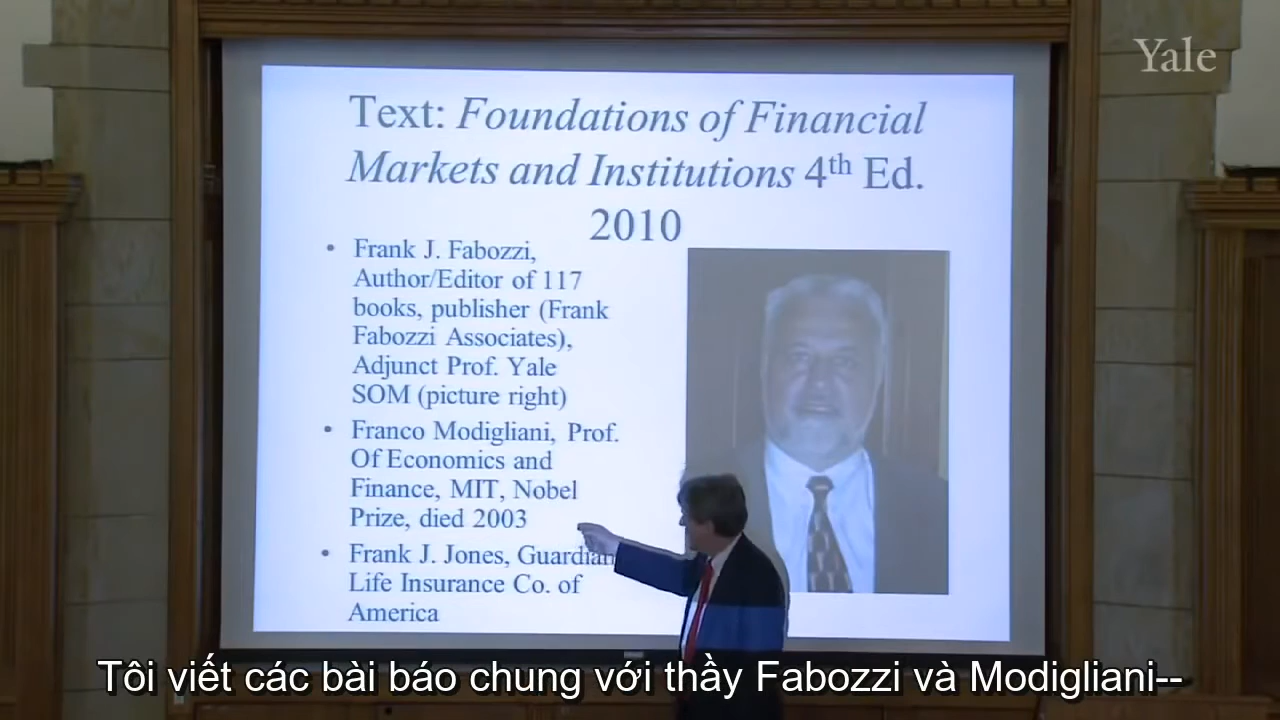 Yale
Text: Foundations of Financial
Markets and Institutions 4th Ed.
2010
• Frank J. Fabozzi,
Author/Editor of 117
books, publisher (Frank
Fabozzi Associates),
Adjunct Prof. Yale
SOM (picture right)
• Franco Modigliani, Prof.
Of Economics and
Finance, MIT, Nobel
Prize, died 2003
• Frank J. Jones, Guardian
Life Insurance Co. of
America
Tôi viết các bài báo chung với thầy Fabozzi và Modigliani--